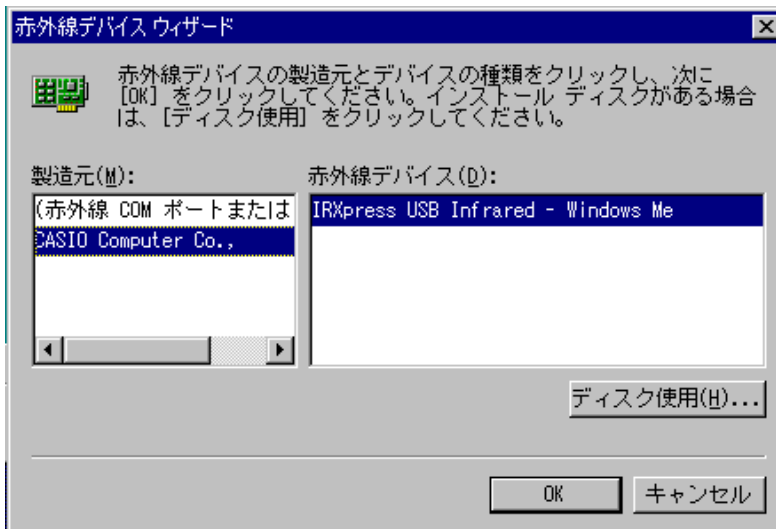 赤外線デバイス ウィザード
赤外線デバイスの製造元とデバイスの種類をクリックし、次に
[OK] をクリックしてください。インストール ディスクがある場合
は、[ディスク使用] をクリックしてください。
製造元(M):
赤外線デバイス(D):
(赤外線 COM ポートまたは
CASIO Computer Co.,
IRXpress USB Infrared - Windows Me
ディスク使用(H)...
OK
キャンセル